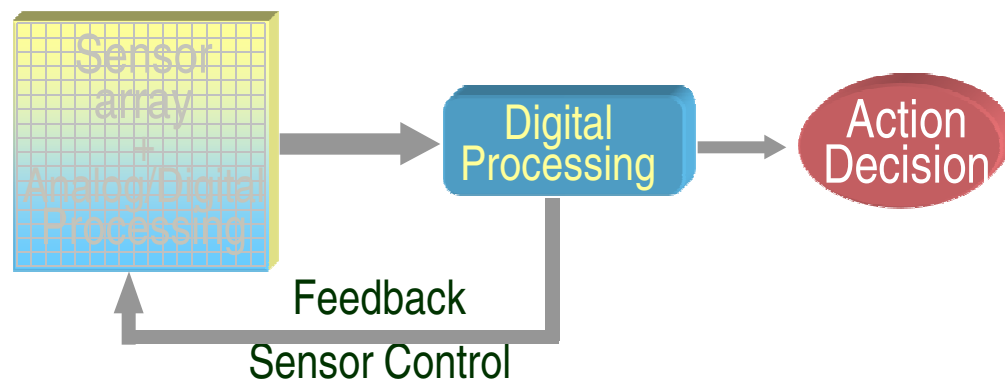 Sensor
array
+
Analog/Digital
Processing
Digital
Processing
Action
Decision
Feedback
Sensor Control